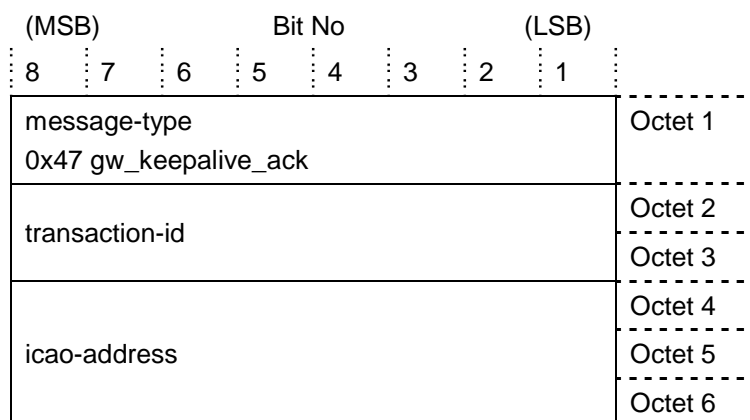 (MSB) Bit No (LSB)
8 7 6 5 4 3 2 1
message-type Octet 1
0x47 gw_keepalive_ack
transaction-id
Octet 2
Octet 3
icao-address
Octet 4
Octet 5
Octet 6